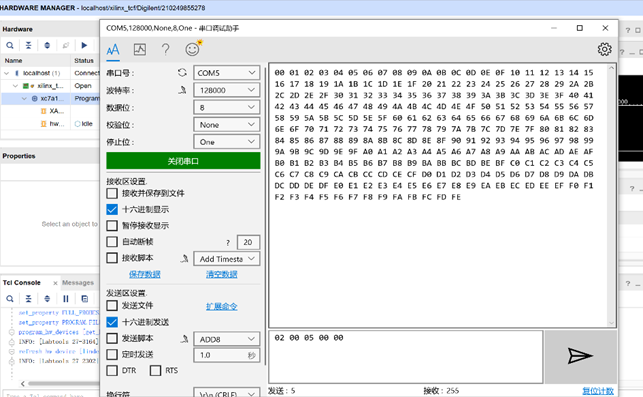 HARDWARE MANAGER - localhost/xilinx_tcf/Digilent/210249855278
Hardware
localhost (1) Connect
xilinx_t... Open
xc7a1... Program
XA...
hw... Idle
Properties
Select an object to
Tcl Console × Messages
set_property PROGRAM.FIL
INFO: [Labtools 27-3164]
INFO: [Labtools 27-2302]
COM5,128000,None,8,One - 串口调试助手
串口号: COM5
波特率: 128000
数据位: 8
校验位: None
停止位: One
关闭串口
接收区设置.
接收并保存到文件
十六进制显示
暂停接收显示
自动断帧 ? 20
接收脚本 Add Timesta
保存数据 清空数据
发送区设置.
发送文件 扩展命令
十六进制发送
发送脚本 ADD8
定时发送 1.0 秒
DTR RTS
换行符 \r\n (CRLF)
00 01 02 03 04 05 06 07 08 09 0A 0B 0C 0D 0E 0F 10 11 12 13 14 15
16 17 18 19 1A 1B 1C 1D 1E 1F 20 21 22 23 24 25 26 27 28 29 2A 2B
2C 2D 2E 2F 30 31 32 33 34 35 36 37 38 39 3A 3B 3C 3D 3E 3F 40 41
42 43 44 45 46 47 48 49 4A 4B 4C 4D 4E 4F 50 51 52 53 54 55 56 57
58 59 5A 5B 5C 5D 5E 5F 60 61 62 63 64 65 66 67 68 69 6A 6B 6C 6D
6E 6F 70 71 72 73 74 75 76 77 78 79 7A 7B 7C 7D 7E 7F 80 81 82 83
84 85 86 87 88 89 8A 8B 8C 8D 8E 8F 90 91 92 93 94 95 96 97 98 99
9A 9B 9C 9D 9E 9F A0 A1 A2 A3 A4 A5 A6 A7 A8 A9 AA AB AC AD AE AF
B0 B1 B2 B3 B4 B5 B6 B7 B8 B9 BA BB BC BD BE BF C0 C1 C2 C3 C4 C5
C6 C7 C8 C9 CA CB CC CD CE CF D0 D1 D2 D3 D4 D5 D6 D7 D8 D9 DA DB
DC DD DE DF E0 E1 E2 E3 E4 E5 E6 E7 E8 E9 EA EB EC ED EE EF F0 F1
F2 F3 F4 F5 F6 F7 F8 F9 FA FB FC FD FE
02 00 05 00 00
发送 : 5 接收 : 255 复位计数